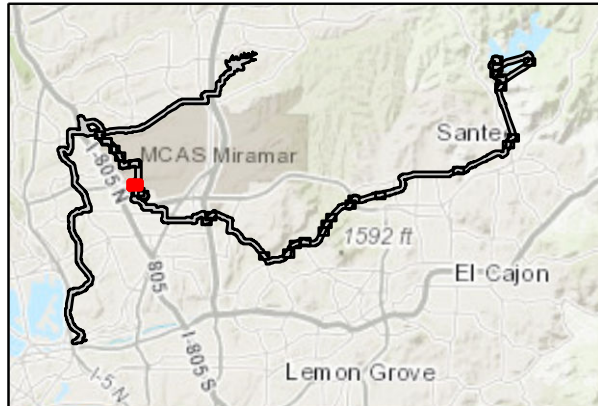 Sante
I-805 N
MCAS Miramar
1592 ft
805
El Cajon
I-805 S
Lemon Grove
I-5 N